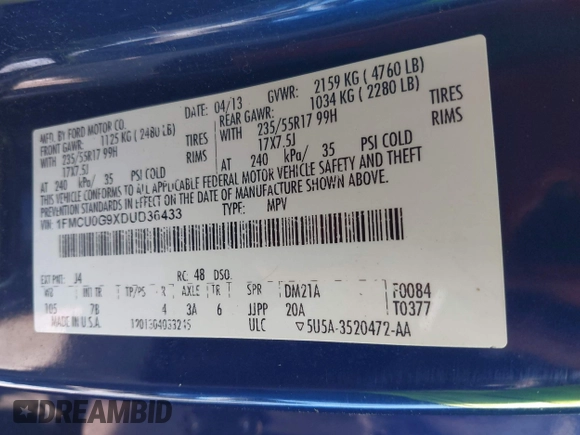 MFD. BY FORD MOTOR CO.
DATE: 04/13 GVWR: 2159 KG (4760 LB)
FRONT GAWR: 1125 KG (2480 LB) REAR GAWR: 1034 KG (2280 LB)
WITH 235/55R17 99H TIRES WITH 235/55R17 99H TIRES
17X7.5J RIMS 17X7.5J RIMS
AT 240 kPa/ 35 PSI COLD AT 240 kPa/ 35 PSI COLD
THIS VEHICLE CONFORMS TO ALL APPLICABLE FEDERAL MOTOR VEHICLE SAFETY AND THEFT
PREVENTION STANDARDS IN EFFECT ON THE DATE OF MANUFACTURE SHOWN ABOVE.
VIN: 1FMCU0G9XDUD36433 TYPE: MPV
EXT PNT: J4 RC: 48 DSO:
WB INT TR TP/PS R AXLE TR SPR DM21A F0084
105 7B 4 3A 6 JJPP 20A T0377
MADE IN U.S.A. ULC 5U5A-3520472-AA
DREAMBID